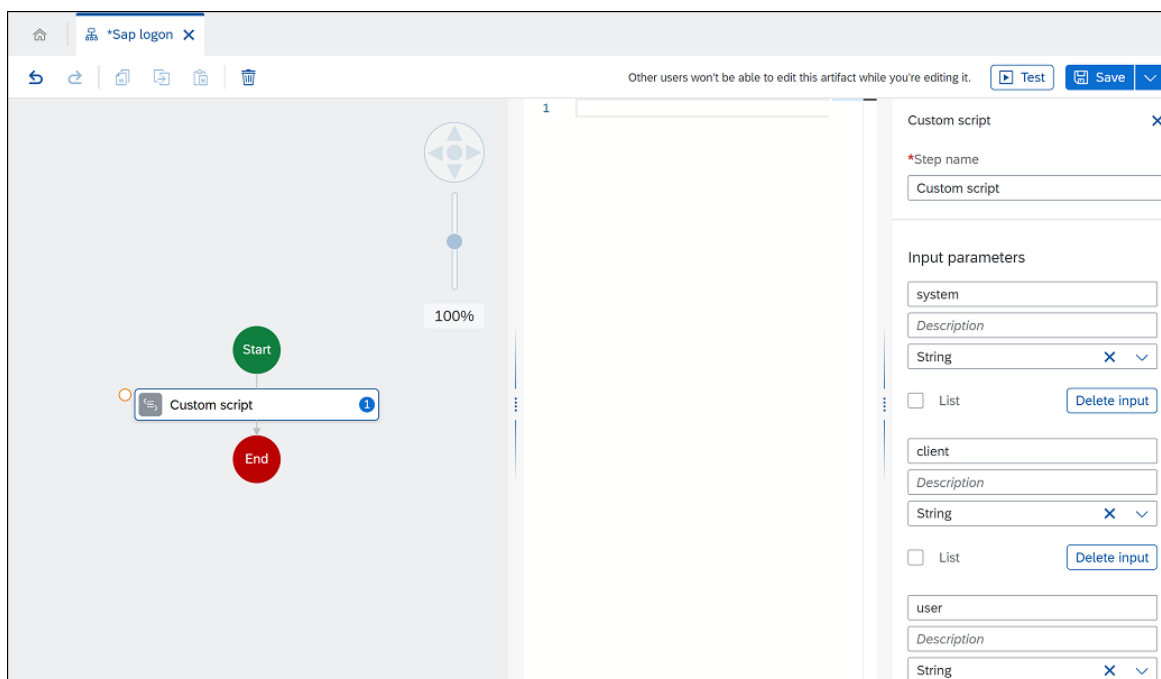 *Sap logon
Other users won't be able to edit this artifact while you're editing it.
Test
Save
1
Custom script
*Step name
Custom script
Input parameters
system
Description
String
List
Delete input
client
Description
String
List
Delete input
user
Description
String
100%
Start
Custom script
1
End